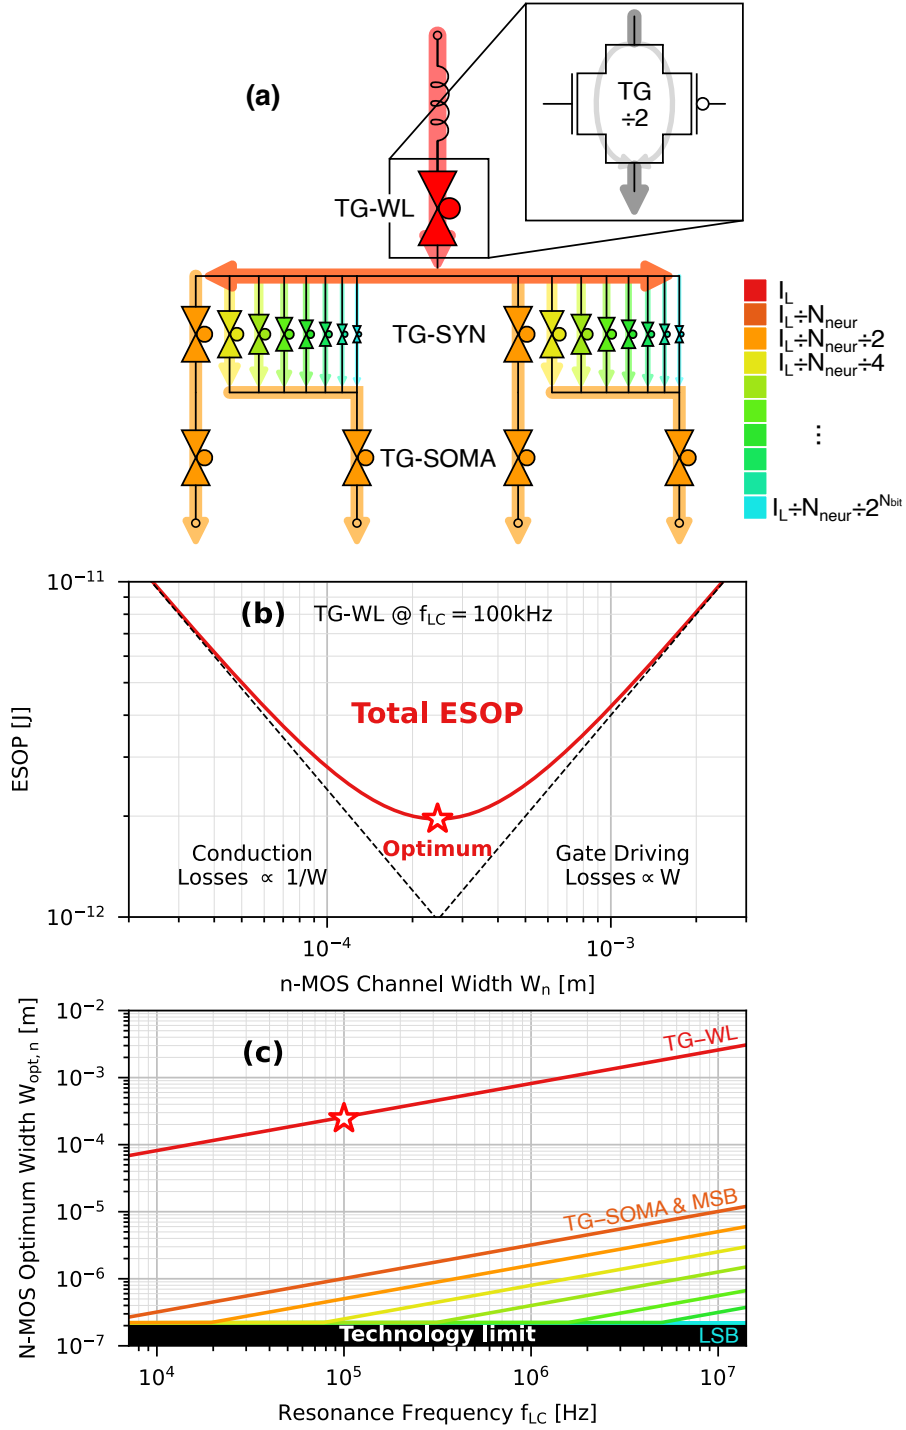 (a)
TG
÷2
TG-WL
TG-SYN
TG-SOMA
I_L
I_L÷N_neur
I_L÷N_neur÷2
I_L÷N_neur÷4
⋮
I_L÷N_neur÷2^N_bit
(b)
TG-WL @ f_LC = 100kHz
Total ESOP
Optimum
Conduction
Losses ∝ 1/W
Gate Driving
Losses ∝ W
ESOP [J]
10^-11
10^-12
10^-4
10^-3
n-MOS Channel Width W_n [m]
(c)
N-MOS Optimum Width W_opt, n [m]
10^-2
10^-3
10^-4
10^-5
10^-6
10^-7
TG−WL
TG−SOMA & MSB
Technology limit
LSB
10^4
10^5
10^6
10^7
Resonance Frequency f_LC [Hz]